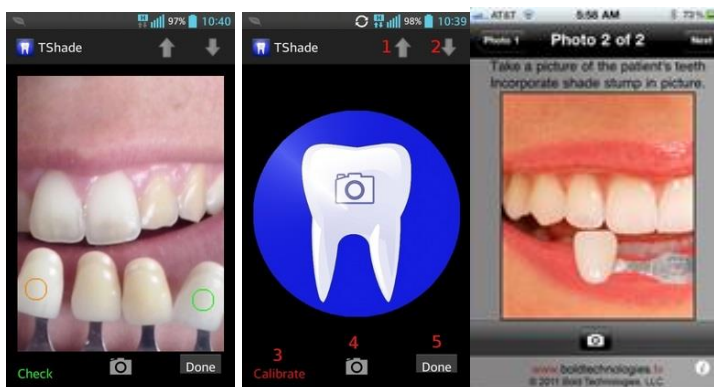 97% 10:40
TShade
Check
Done
98% 10:39
TShade
1
2
3
4
5
Calibrate
Done
AT&T 5:56 AM 72%
Photo 1
Photo 2 of 2
Next
Take a picture of the patient's teeth
Incorporate shade stump in picture.
www.boldtechnologies.
© 2011 Bold Technologies, LLC